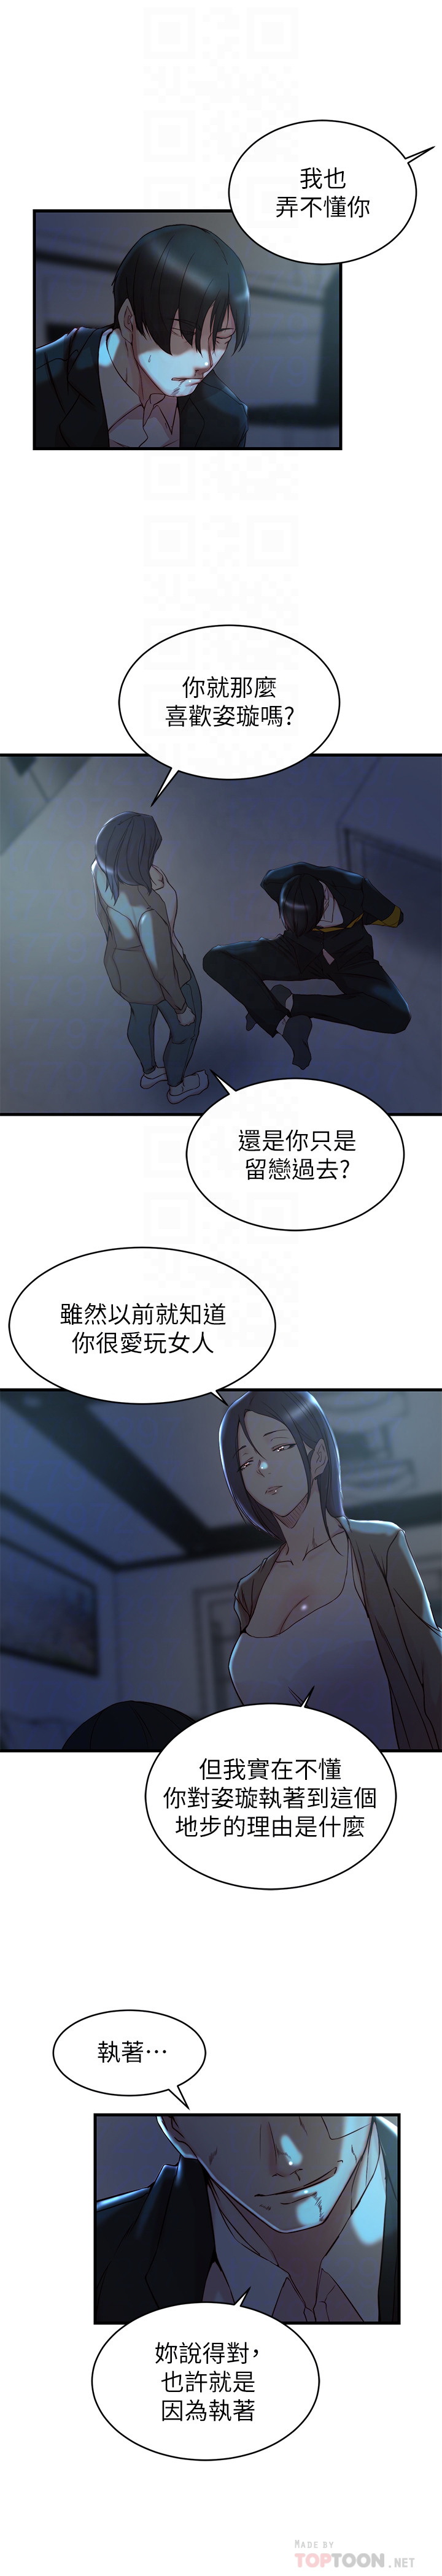 我也
弄不懂你
你就那麼
喜歡姿璇嗎?
還是你只是
留戀過去?
雖然以前就知道
你很愛玩女人
但我實在不懂
你對姿璇執著到這個
地步的理由是什麼
執著…
妳說得對,
也許就是
因為執著
MADE BY
TOPTOON.NET